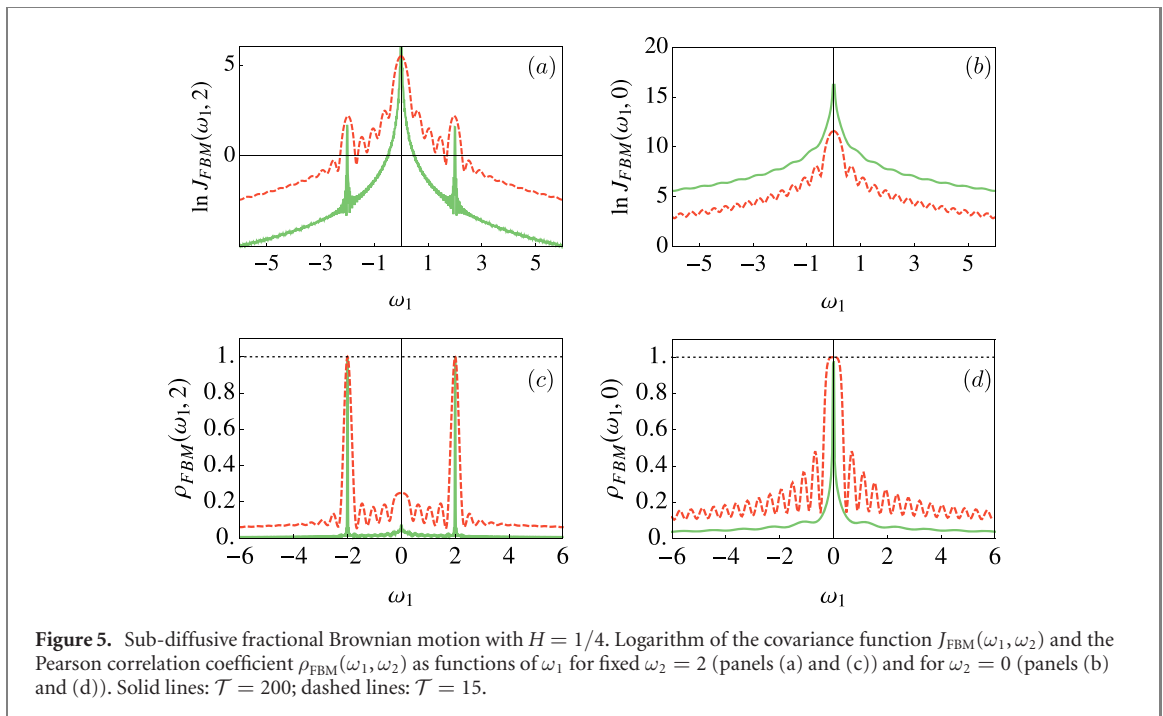 (a)
ln J_FBM(ω₁, 2)
5
0
−5 −3 −1 1 3 5
ω₁
(b)
ln J_FBM(ω₁, 0)
20
15
10
5
0
−5 −3 −1 1 3 5
ω₁
(c)
ρ_FBM(ω₁, 2)
1.
0.8
0.6
0.4
0.2
0.
−6 −4 −2 0 2 4 6
ω₁
(d)
ρ_FBM(ω₁, 0)
1.
0.8
0.6
0.4
0.2
0.
−6 −4 −2 0 2 4 6
ω₁
Figure 5. Sub-diffusive fractional Brownian motion with H = 1/4. Logarithm of the covariance function J_FBM(ω₁, ω₂) and the
Pearson correlation coefficient ρ_FBM(ω₁, ω₂) as functions of ω₁ for fixed ω₂ = 2 (panels (a) and (c)) and for ω₂ = 0 (panels (b)
and (d)). Solid lines: 𝒯 = 200; dashed lines: 𝒯 = 15.